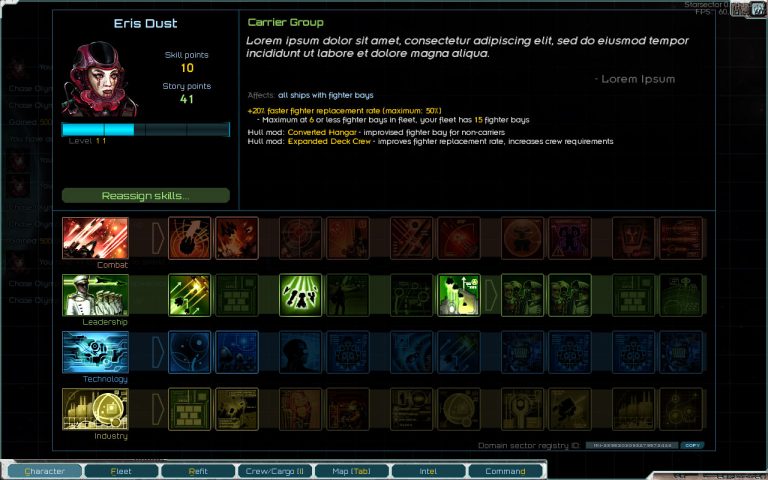 Starsector
Eris Dust
Carrier Group
Lorem ipsum dolor sit amet, consectetur adipiscing elit, sed do eiusmod tempor
incididunt ut labore et dolore magna aliqua.
- Lorem Ipsum
Skill points
10
Story points
41
Level 11
Affects: all ships with fighter bays
+20% faster fighter replacement rate (maximum: 50%)
- Maximum at 6 or less fighter bays in fleet, your fleet has 15 fighter bays
Hull mod: Converted Hangar - improvised fighter bay for non-carriers
Hull mod: Expanded Deck Crew - improves fighter replacement rate, increases crew requirements
Reassign skills...
Combat
Leadership
Technology
Industry
Domain sector registry ID:
COPY
Character
Fleet
Refit
Crew/Cargo (I)
Map (Tab)
Intel
Command